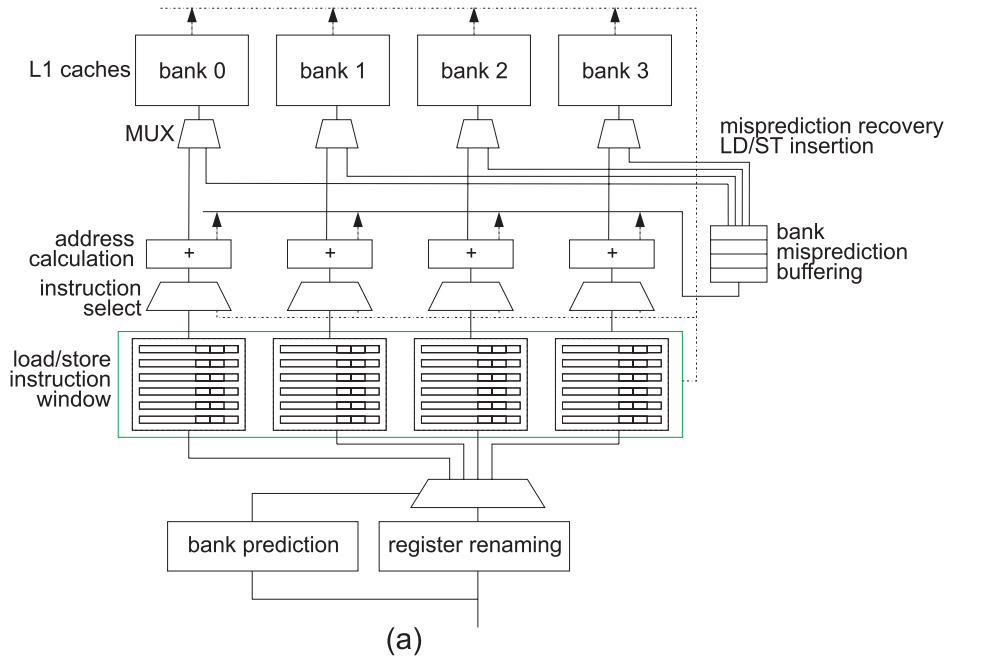 L1 caches
bank 0
bank 1
bank 2
bank 3
MUX
misprediction recovery
LD/ST insertion
address
calculation
+
+
+
+
bank
misprediction
buffering
instruction
select
load/store
instruction
window
bank prediction
register renaming
(a)